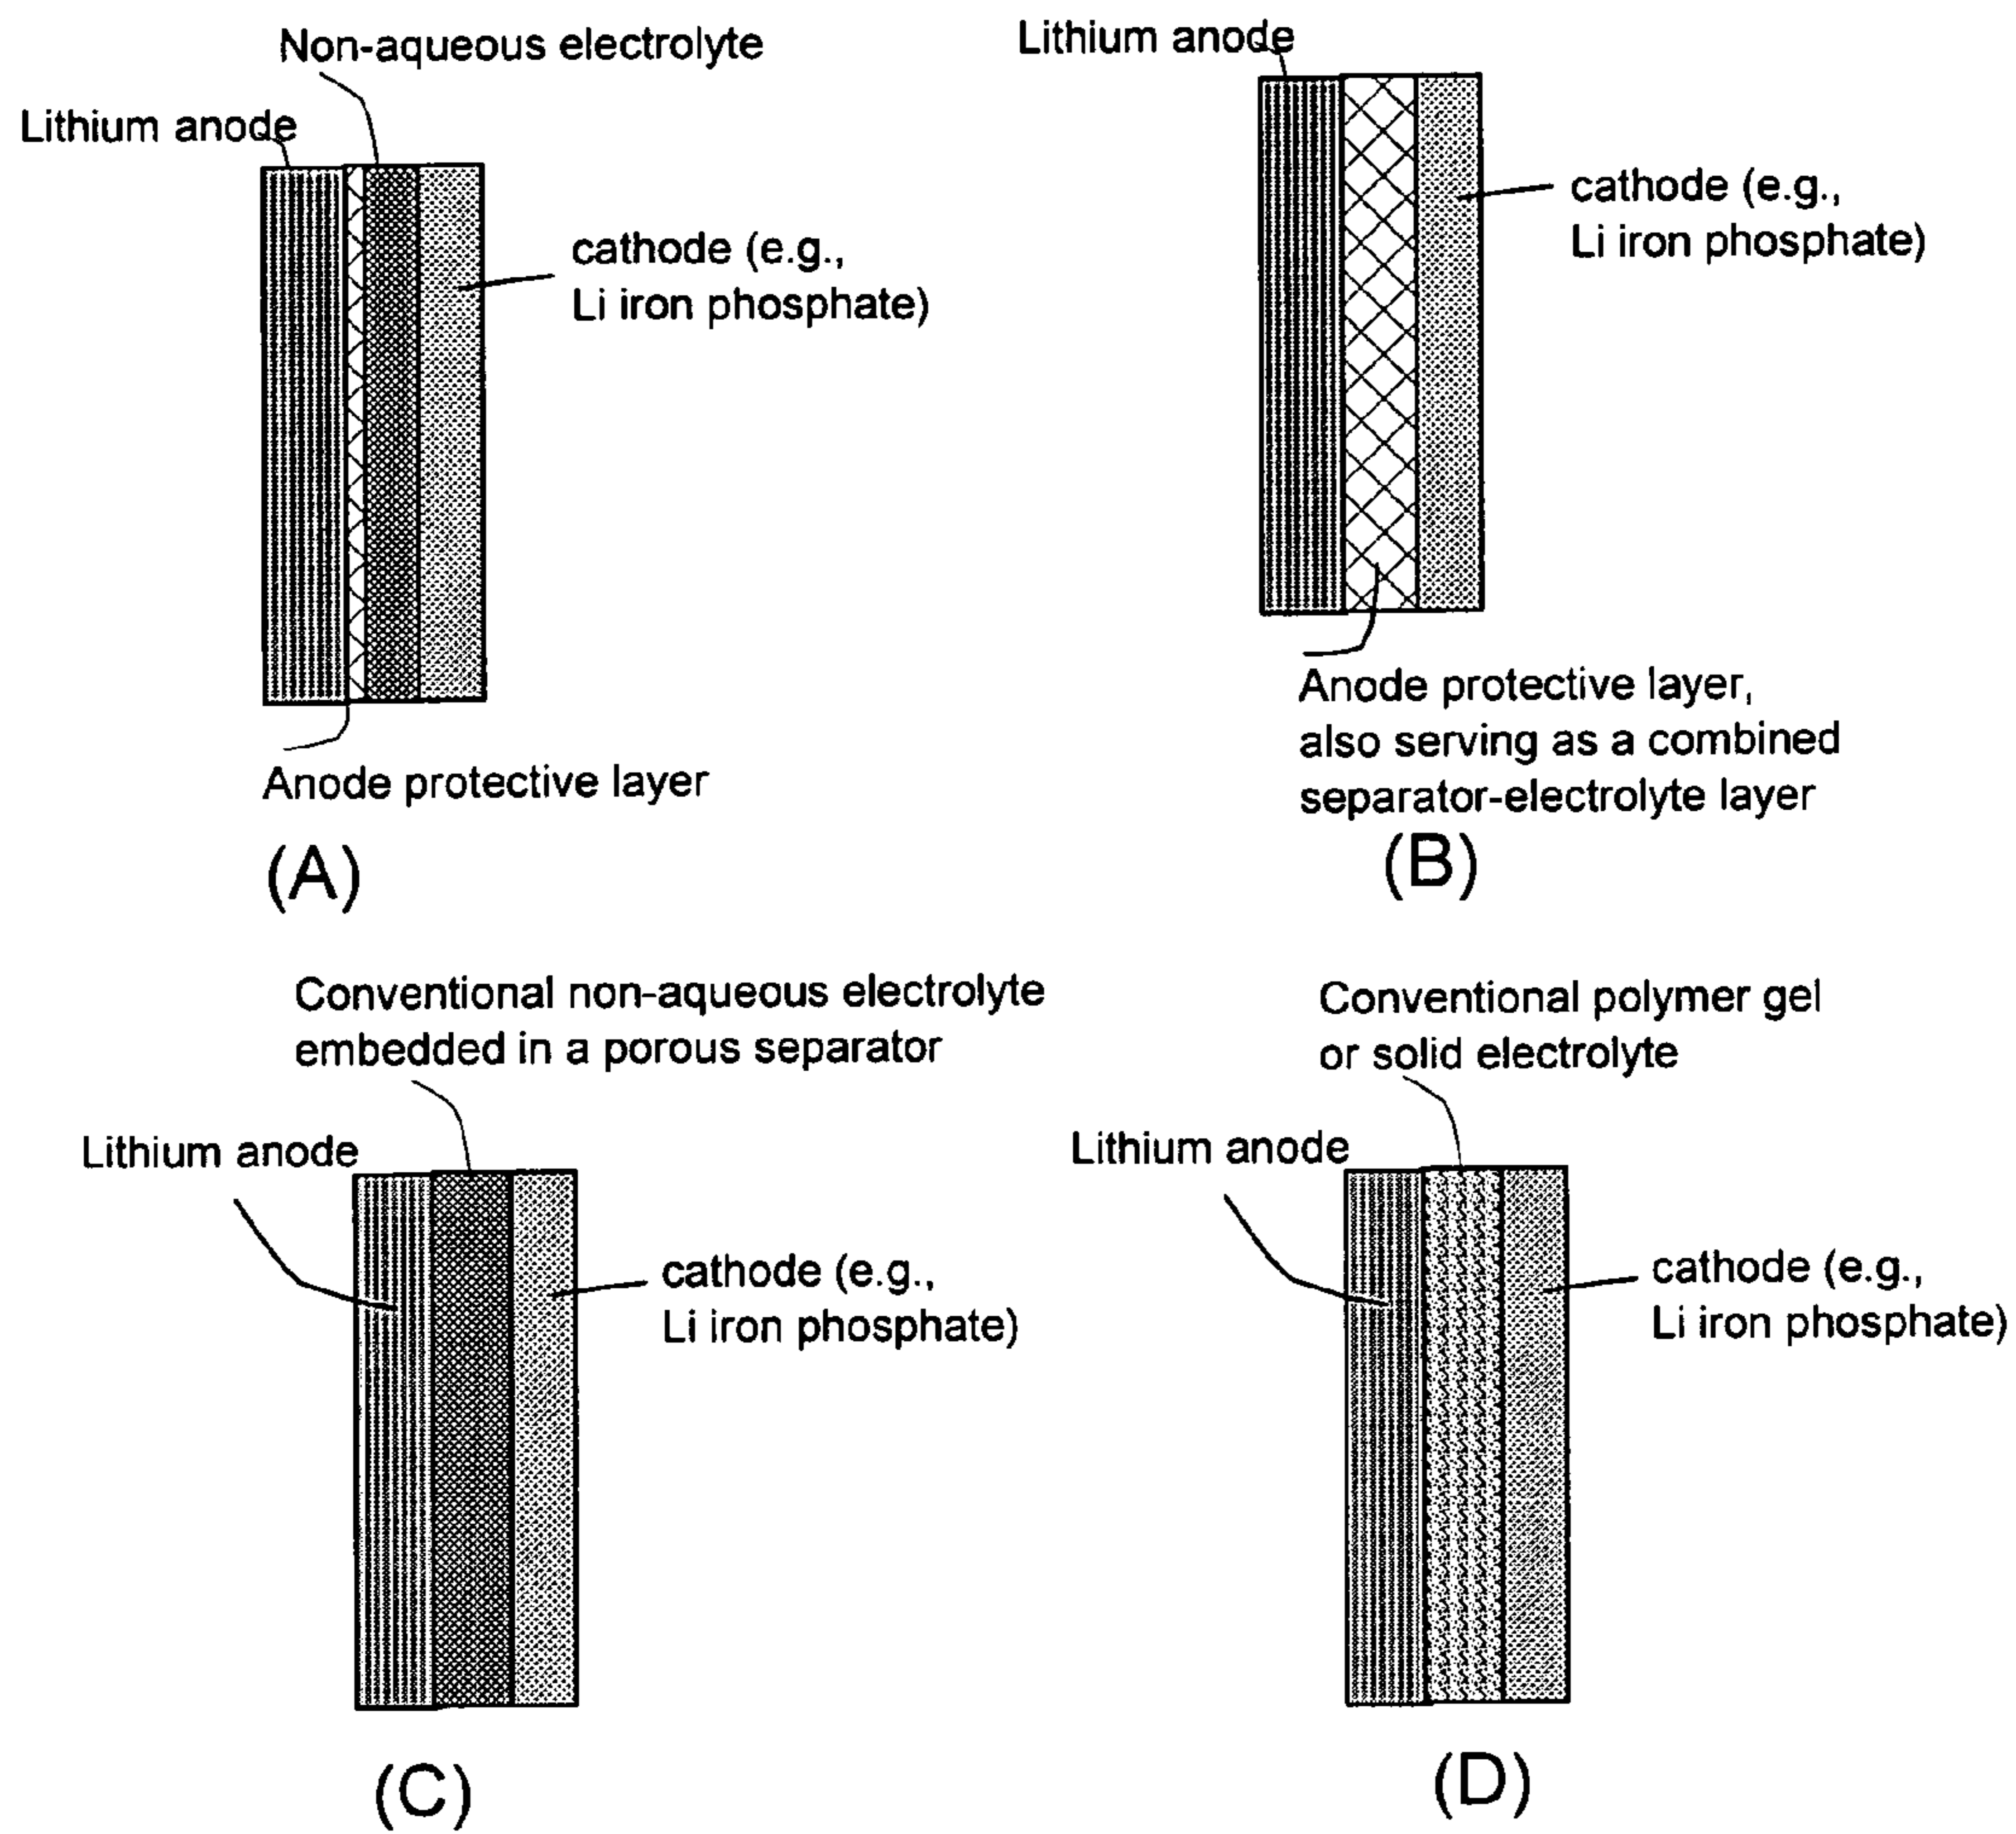 Non-aqueous electrolyte
Lithium anode
cathode (e.g.,
Li iron phosphate)
Anode protective layer
(A)
Lithium anode
cathode (e.g.,
Li iron phosphate)
Anode protective layer,
also serving as a combined
separator-electrolyte layer
(B)
Conventional non-aqueous electrolyte
embedded in a porous separator
Lithium anode
cathode (e.g.,
Li iron phosphate)
(C)
Conventional polymer gel
or solid electrolyte
Lithium anode
cathode (e.g.,
Li iron phosphate)
(D)